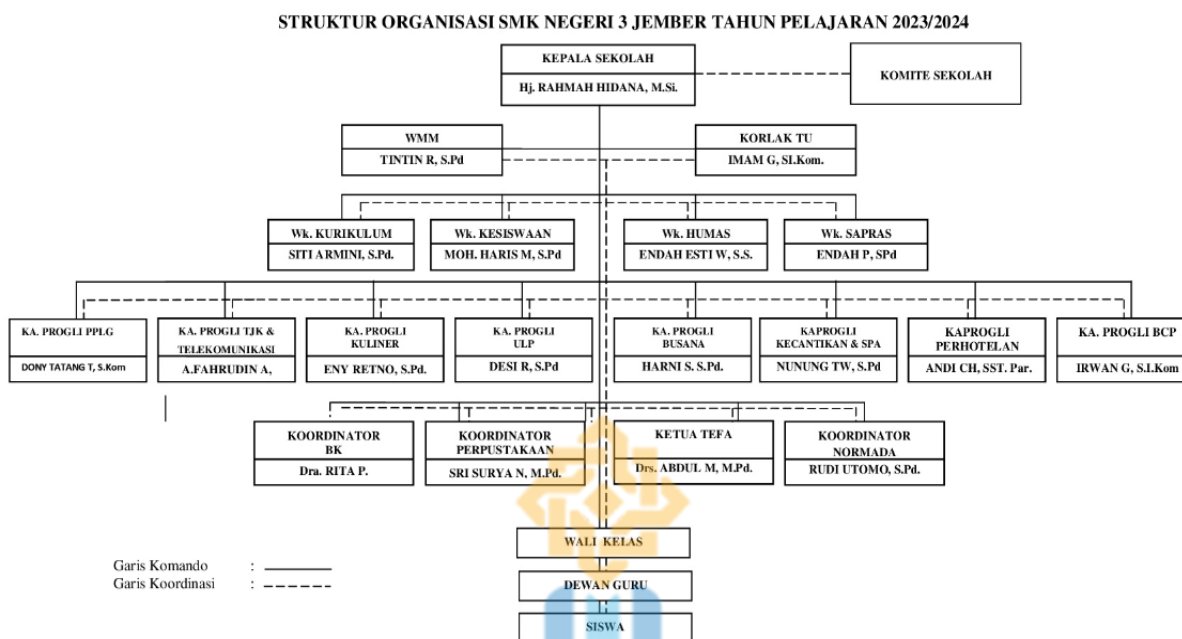 STRUKTUR ORGANISASI SMK NEGERI 3 JEMBER TAHUN PELAJARAN 2023/2024
KEPALA SEKOLAH
Hj. RAHMAH HIDANA, M.Si.
KOMITE SEKOLAH
WMM
TINTIN R, S.Pd
KORLAK TU
IMAM G, SI.Kom.
Wk. KURIKULUM
SITI ARMINI, S.Pd.
Wk. KESISWAAN
MOH. HARIS M, S.Pd
Wk. HUMAS
ENDAH ESTI W, S.S.
Wk. SAPRAS
ENDAH P, SPd
KA. PROGLI PPLG
DONY TATANG T, S.Kom
KA. PROGLI TJK &
TELEKOMUNIKASI
A.FAHRUDIN A,
KA. PROGLI
KULINER
ENY RETNO, S.Pd.
KA. PROGLI
ULP
DESI R, S.Pd
KA. PROGLI
BUSANA
HARNI S. S.Pd.
KAPROGLI
KECANTIKAN & SPA
NUNUNG TW, S.Pd
KAPROGLI
PERHOTELAN
ANDI CH, SST. Par.
KA. PROGLI BCP
IRWAN G, S.I.Kom
KOORDINATOR
BK
Dra. RITA P.
KOORDINATOR
PERPUSTAKAAN
SRI SURYA N, M.Pd.
KETUA TEFA
Drs. ABDUL M, M.Pd.
KOORDINATOR
NORMADA
RUDI UTOMO, S.Pd.
WALI KELAS
DEWAN GURU
SISWA
Garis Komando :
Garis Koordinasi :